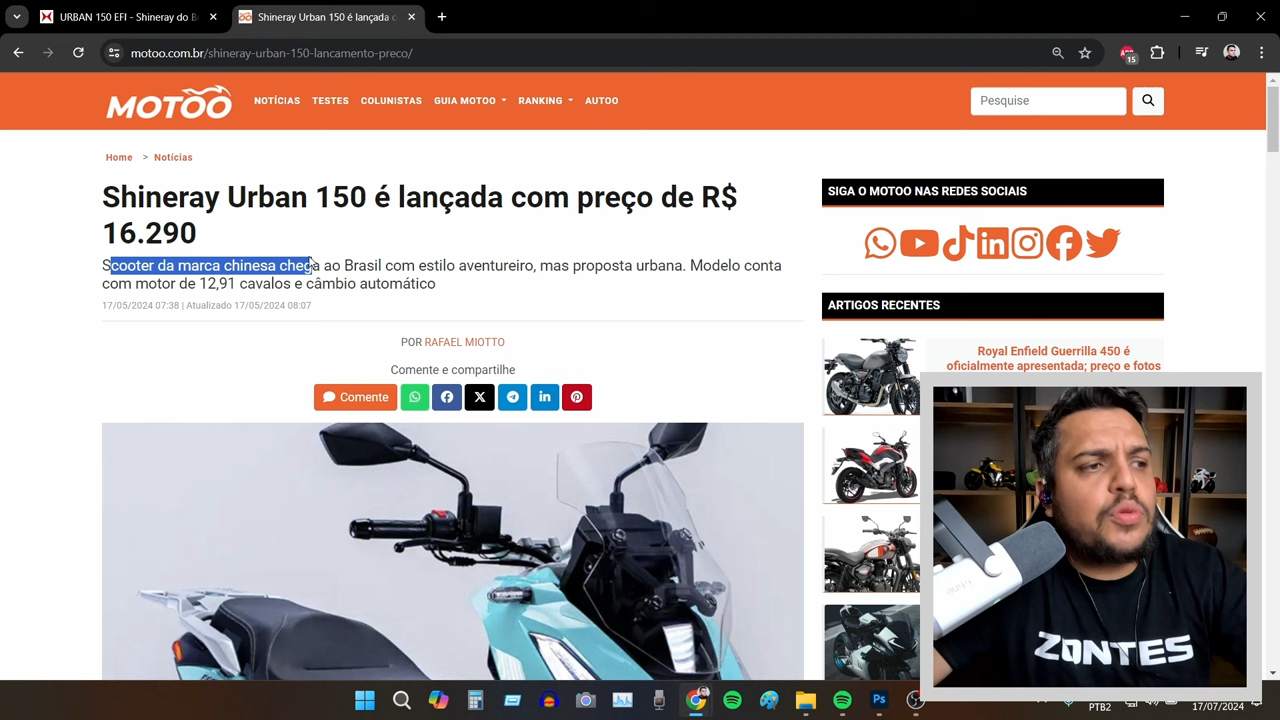 URBAN 150 EFI - Shineray do B
Shineray Urban 150 é lançada c
motoo.com.br/shineray-urban-150-lancamento-preco/
15
MOTOO
NOTÍCIAS TESTES COLUNISTAS GUIA MOTOO RANKING AUTOO
Pesquise
Home > Notícias
Shineray Urban 150 é lançada com preço de R$
16.290
Scooter da marca chinesa chega ao Brasil com estilo aventureiro, mas proposta urbana. Modelo conta
com motor de 12,91 cavalos e câmbio automático
17/05/2024 07:38 | Atualizado 17/05/2024 08:07
POR RAFAEL MIOTTO
Comente e compartilhe
Comente
SIGA O MOTOO NAS REDES SOCIAIS
ARTIGOS RECENTES
Royal Enfield Guerrilla 450 é
oficialmente apresentada; preço e fotos
ZONTES
Ps
PTB2
17/07/2024